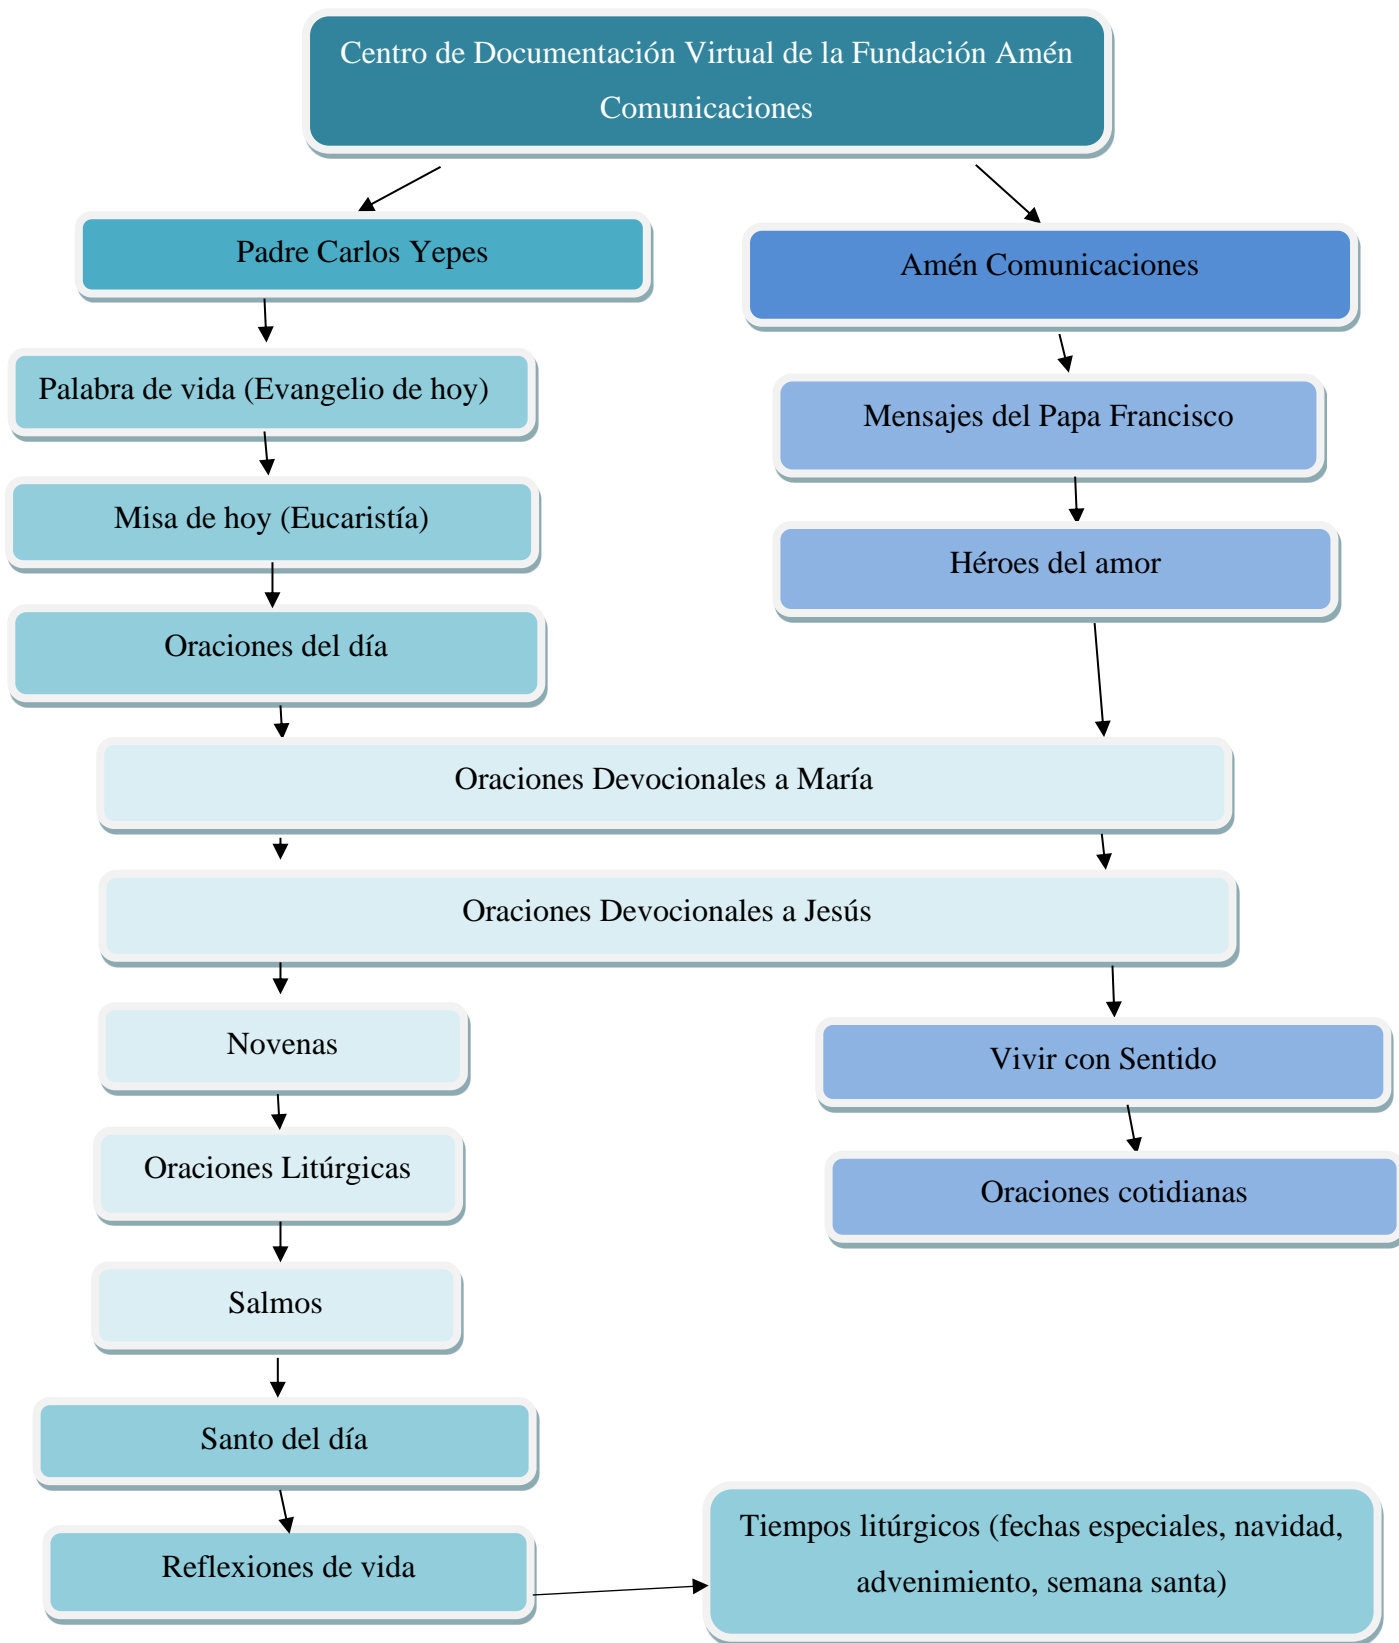 Centro de Documentación Virtual de la Fundación Amén
Comunicaciones
Padre Carlos Yepes
Amén Comunicaciones
Palabra de vida (Evangelio de hoy)
Mensajes del Papa Francisco
Misa de hoy (Eucaristía)
Héroes del amor
Oraciones del día
Oraciones Devocionales a María
Oraciones Devocionales a Jesús
Novenas
Vivir con Sentido
Oraciones Litúrgicas
Oraciones cotidianas
Salmos
Santo del día
Reflexiones de vida
Tiempos litúrgicos (fechas especiales, navidad,
advenimiento, semana santa)